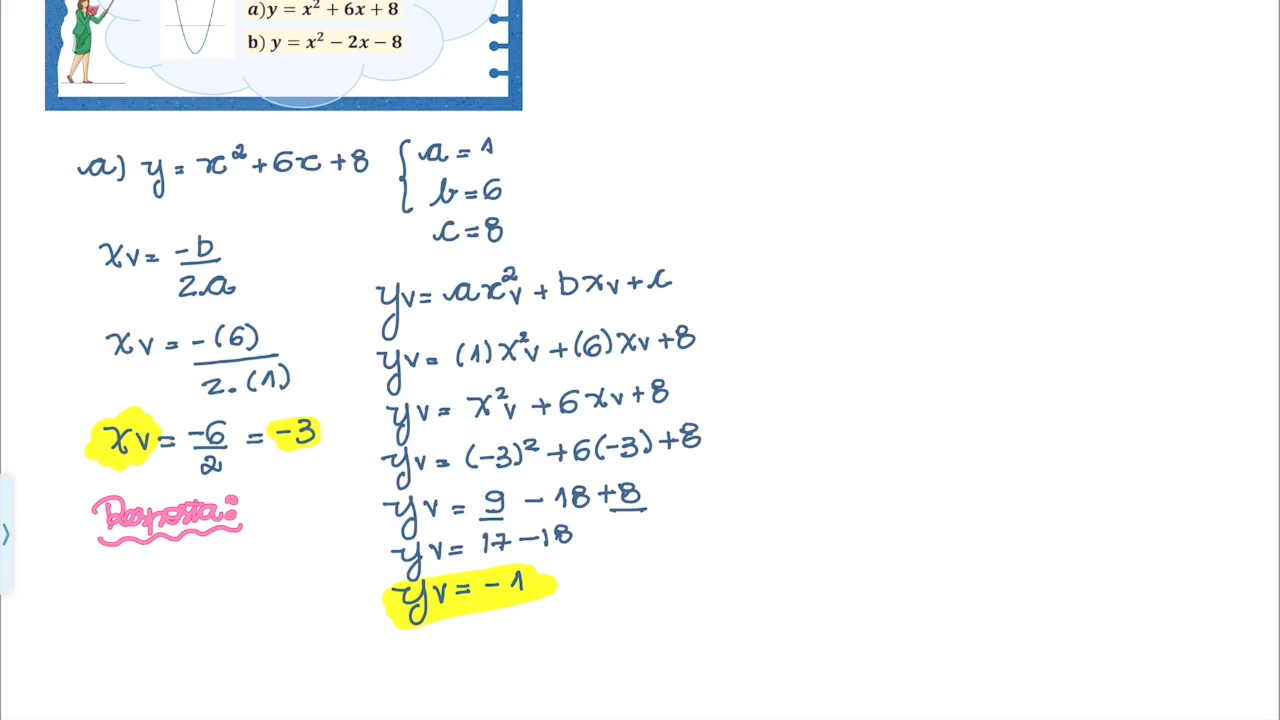 a) y = x² + 6x + 8
b) y = x² − 2x − 8
a) y = x² + 6x + 8 { a = 1
b = 6
c = 8
xv = -b / 2.a
xv = -(6) / 2.(1)
xv = -6 / 2 = -3
Resposta:
yv = ax²v + bxv + c
yv = (1)x²v + (6)xv + 8
yv = x²v + 6xv + 8
yv = (-3)² + 6(-3) + 8
yv = 9 - 18 + 8
yv = 17 - 18
yv = -1